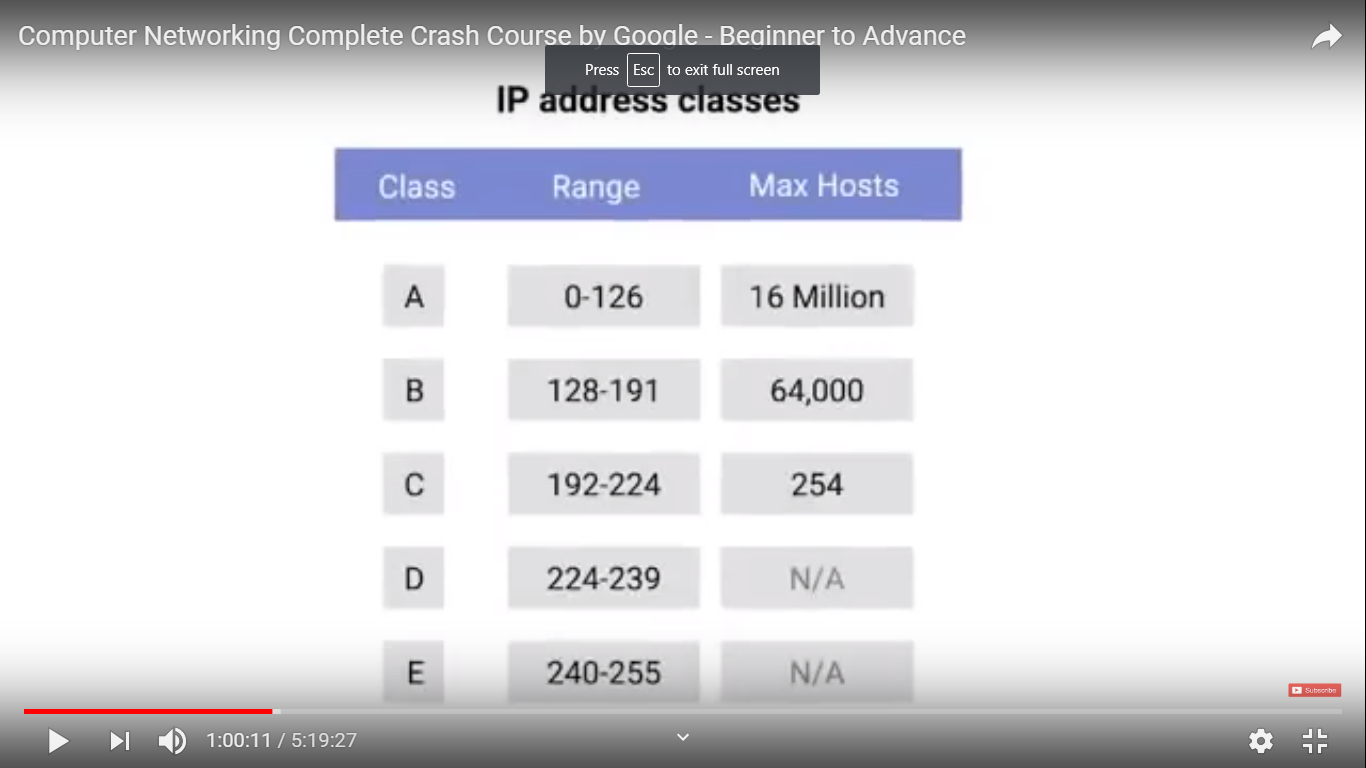 Computer Networking Complete Crash Course by Google - Beginner to Advance
Press Esc to exit full screen
IP address classes
Class Range Max Hosts
A 0-126 16 Million
B 128-191 64,000
C 192-224 254
D 224-239 N/A
E 240-255 N/A
Subscribe
1:00:11 / 5:19:27